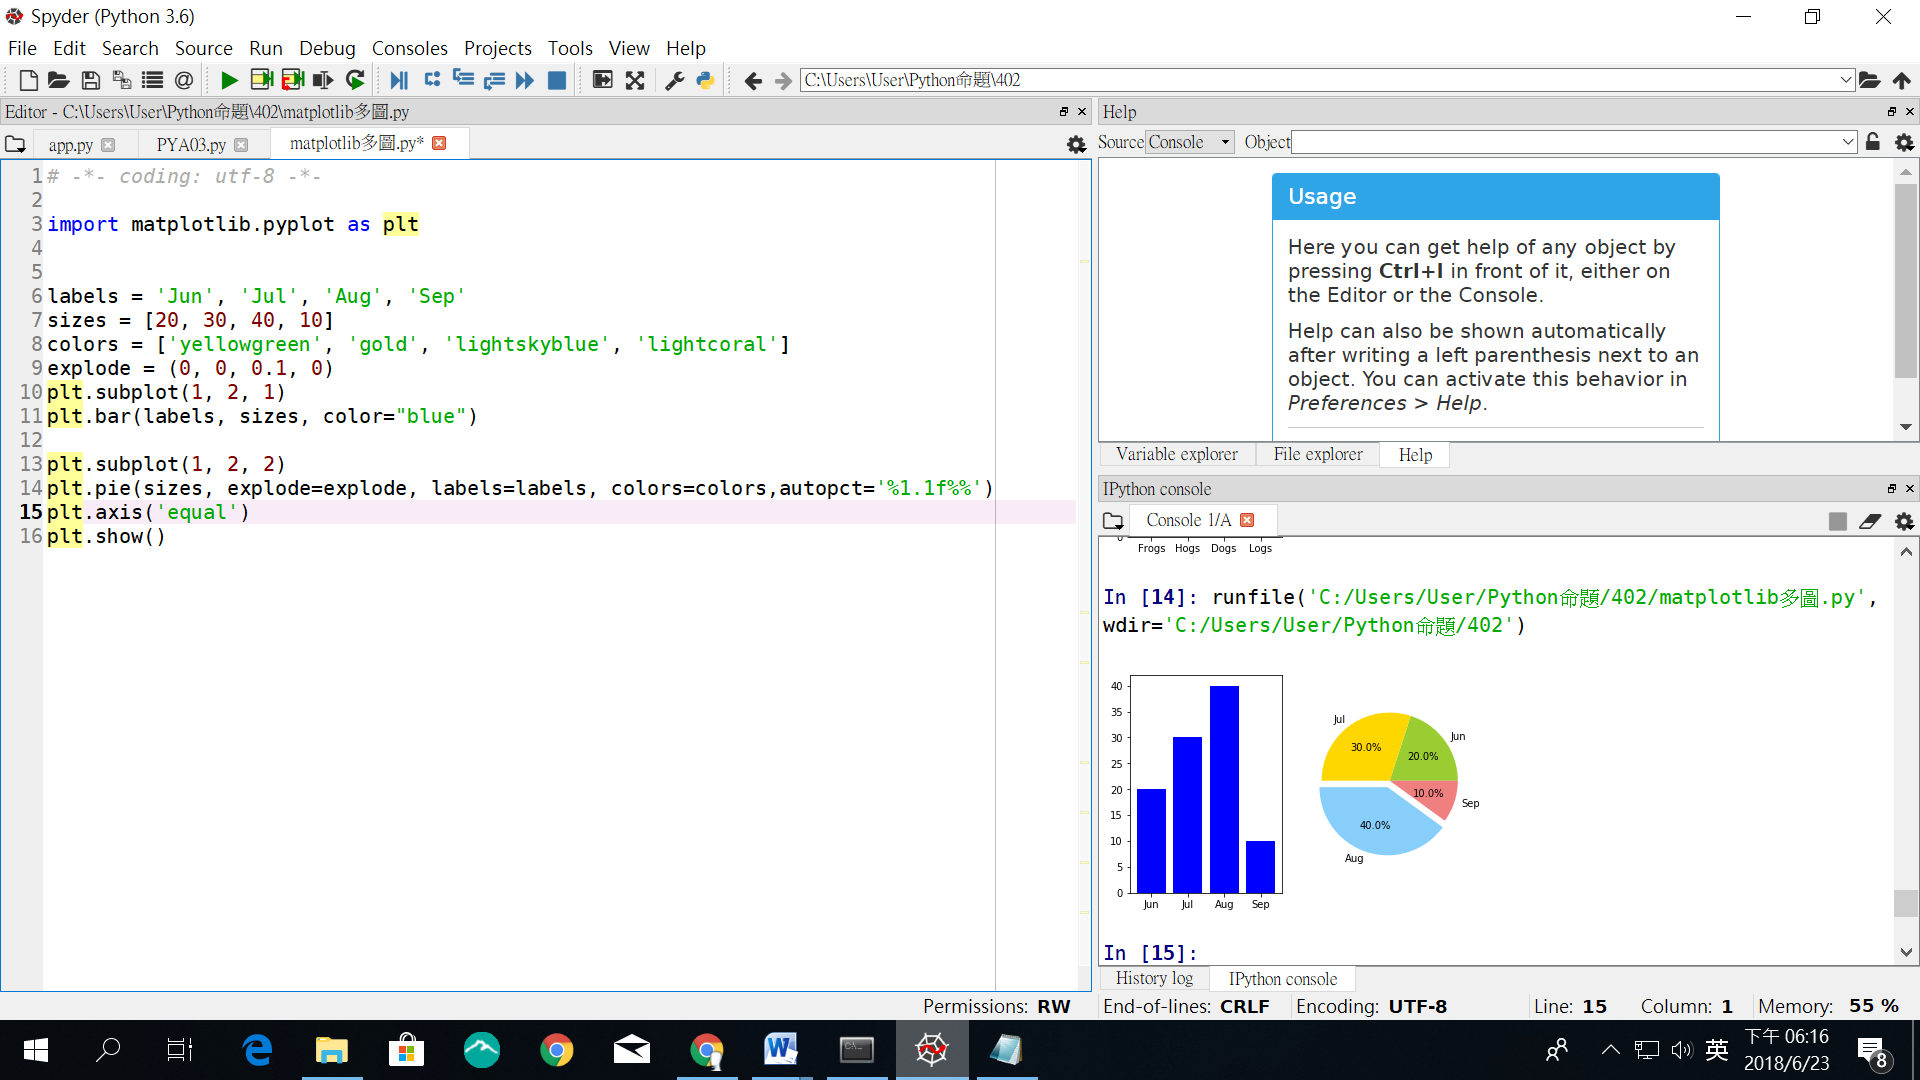 Spyder (Python 3.6)
File Edit Search Source Run Debug Consoles Projects Tools View Help
C:\Users\User\Python命題\402
Editor - C:\Users\User\Python命題\402\matplotlib多圖.py
app.py PYA03.py matplotlib多圖.py*
1 # -*- coding: utf-8 -*-
2
3 import matplotlib.pyplot as plt
4
5
6 labels = 'Jun', 'Jul', 'Aug', 'Sep'
7 sizes = [20, 30, 40, 10]
8 colors = ['yellowgreen', 'gold', 'lightskyblue', 'lightcoral']
9 explode = (0, 0, 0.1, 0)
10 plt.subplot(1, 2, 1)
11 plt.bar(labels, sizes, color="blue")
12
13 plt.subplot(1, 2, 2)
14 plt.pie(sizes, explode=explode, labels=labels, colors=colors,autopct='%1.1f%%')
15 plt.axis('equal')
16 plt.show()
Help
Source Console Object
Usage
Here you can get help of any object by
pressing Ctrl+I in front of it, either on
the Editor or the Console.
Help can also be shown automatically
after writing a left parenthesis next to an
object. You can activate this behavior in
Preferences > Help.
Variable explorer File explorer Help
IPython console
Console 1/A
0
Frogs Hogs Dogs Logs
In [14]: runfile('C:/Users/User/Python命題/402/matplotlib多圖.py',
wdir='C:/Users/User/Python命題/402')
40
35
30
25
20
15
10
5
0
Jun Jul Aug Sep
Jul
Jun
30.0%
20.0%
10.0%
Sep
40.0%
Aug
In [15]:
History log IPython console
Permissions: RW End-of-lines: CRLF Encoding: UTF-8 Line: 15 Column: 1 Memory: 55 %
英
下午 06:16
2018/6/23
8